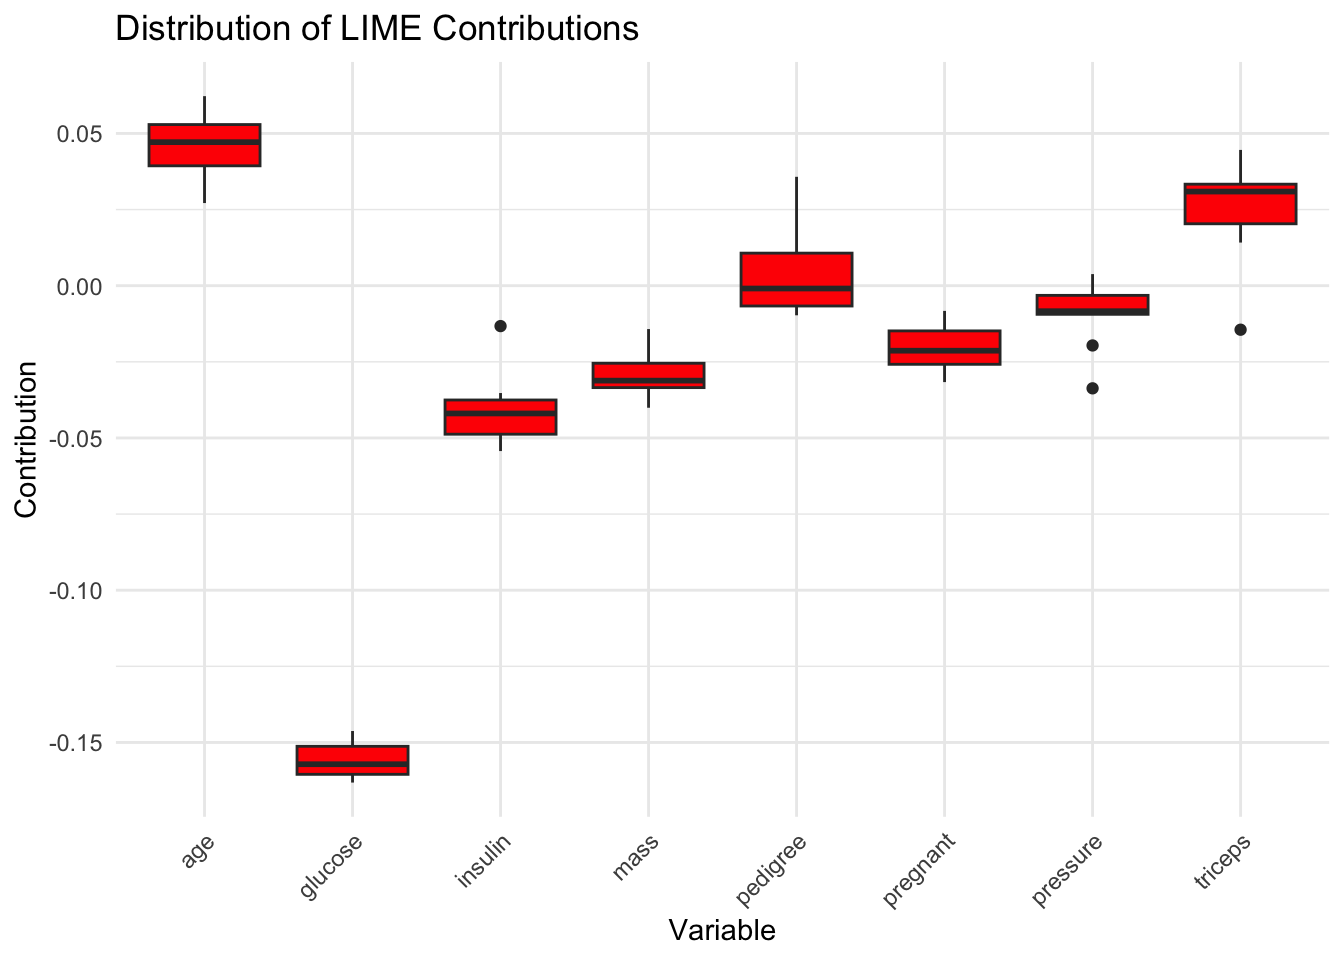 Distribution of LIME Contributions
Contribution
0.05
0.00
-0.05
-0.10
-0.15
age
glucose
insulin
mass
pedigree
pregnant
pressure
triceps
Variable